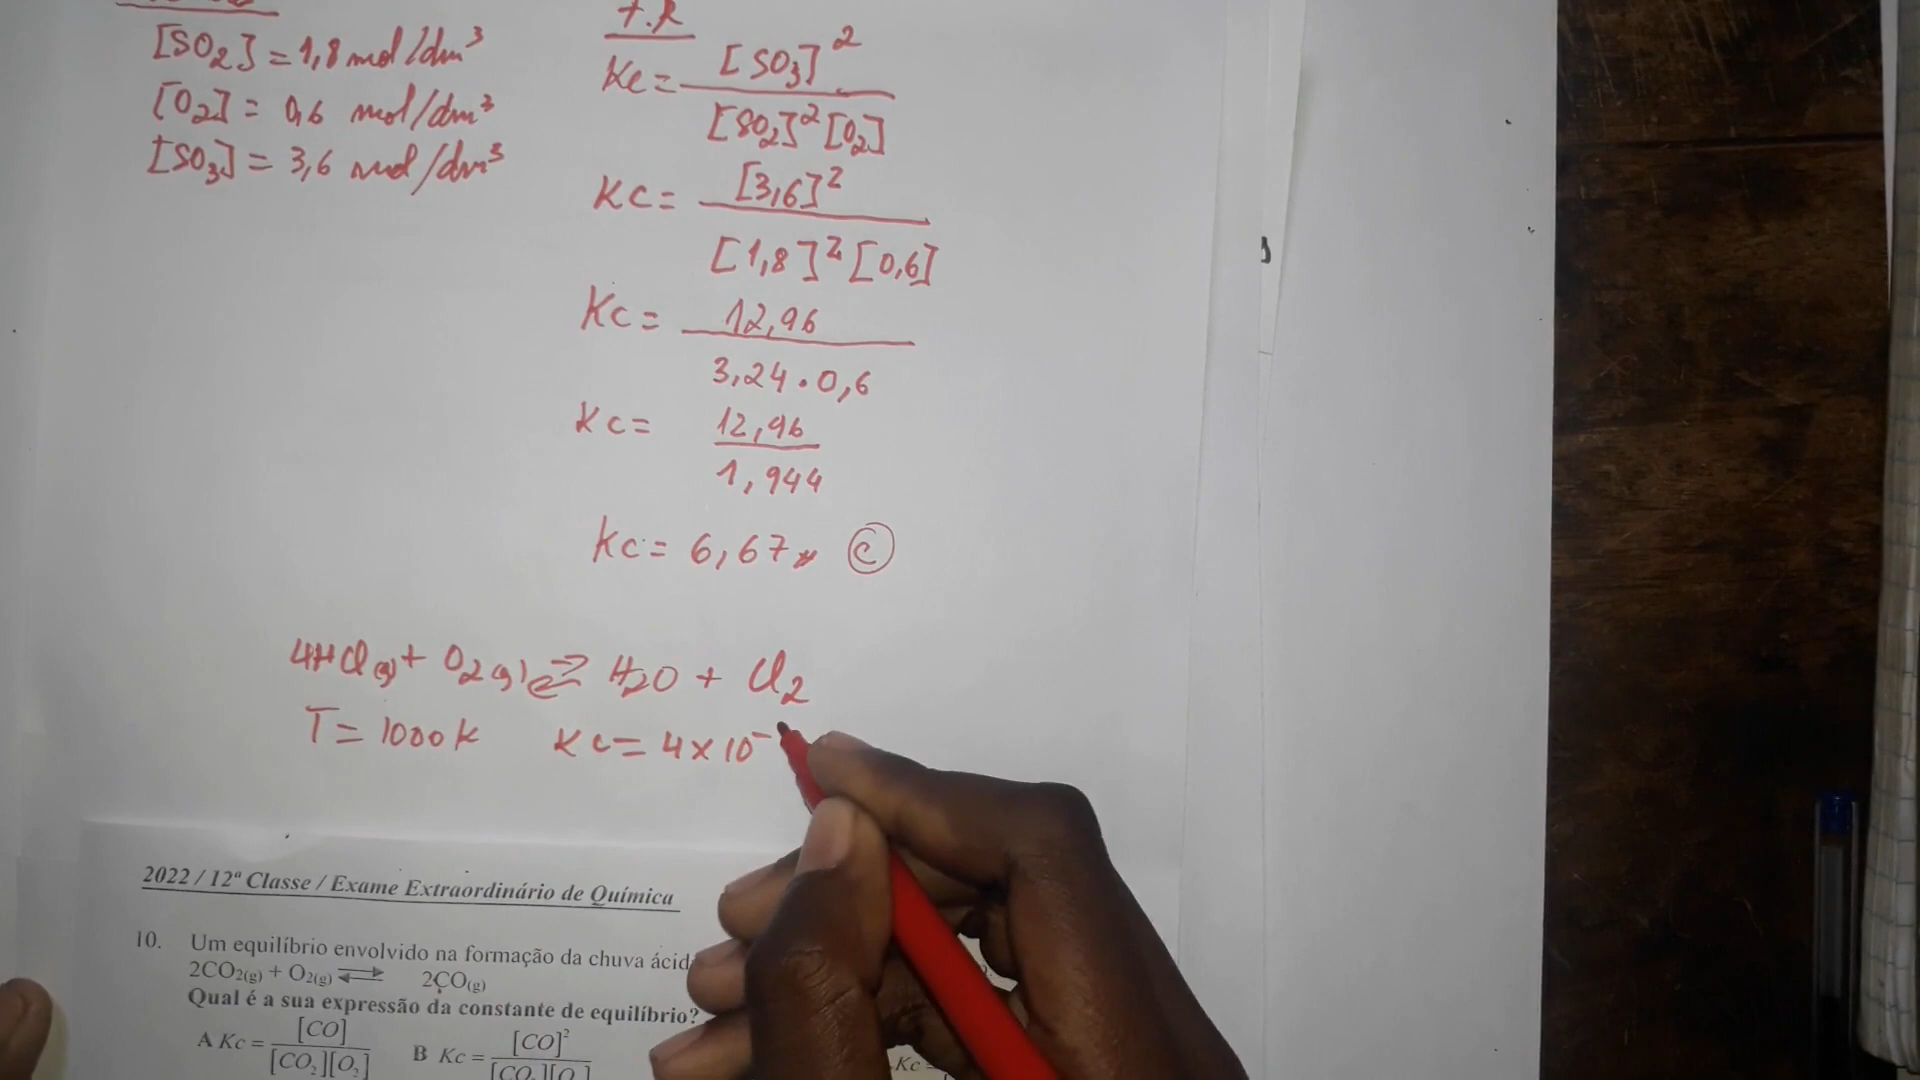 [SO2] = 1,8 mol/dm³
[O2] = 0,6 mol/dm³
[SO3] = 3,6 mol/dm³
F.R
Kc = [SO3]² / [SO2]² [O2]
KC = [3,6]² / [1,8]² [0,6]
Kc = 12,96 / 3,24 . 0,6
Kc = 12,96 / 1,944
Kc = 6,67 C
4HCl(g) + O2(g) ⇌ H2O + Cl2
T = 1000 K Kc = 4 x 10⁻
2022 / 12ª Classe / Exame Extraordinário de Química
10. Um equilíbrio envolvido na formação da chuva ácid
2CO2(g) + O2(g) ⇌ 2CO(g)
Qual é a sua expressão da constante de equilíbrio?
A Kc = [CO] / [CO2][O2] B Kc = [CO]² / [CO2][O Kc